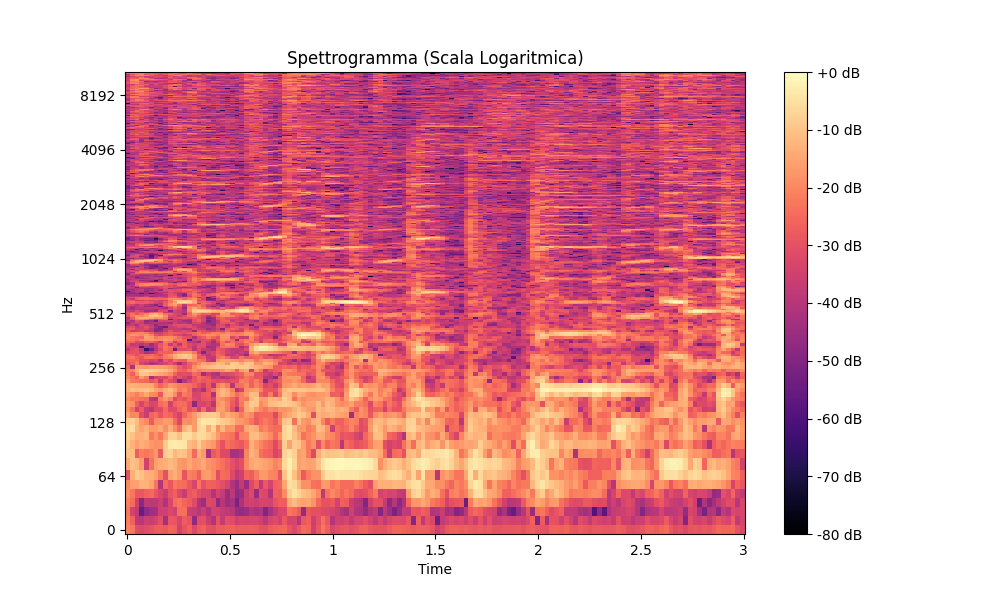 Spettrogramma (Scala Logaritmica)
Hz
8192
4096
2048
1024
512
256
128
64
0
0
0.5
1
1.5
2
2.5
3
Time
+0 dB
-10 dB
-20 dB
-30 dB
-40 dB
-50 dB
-60 dB
-70 dB
-80 dB